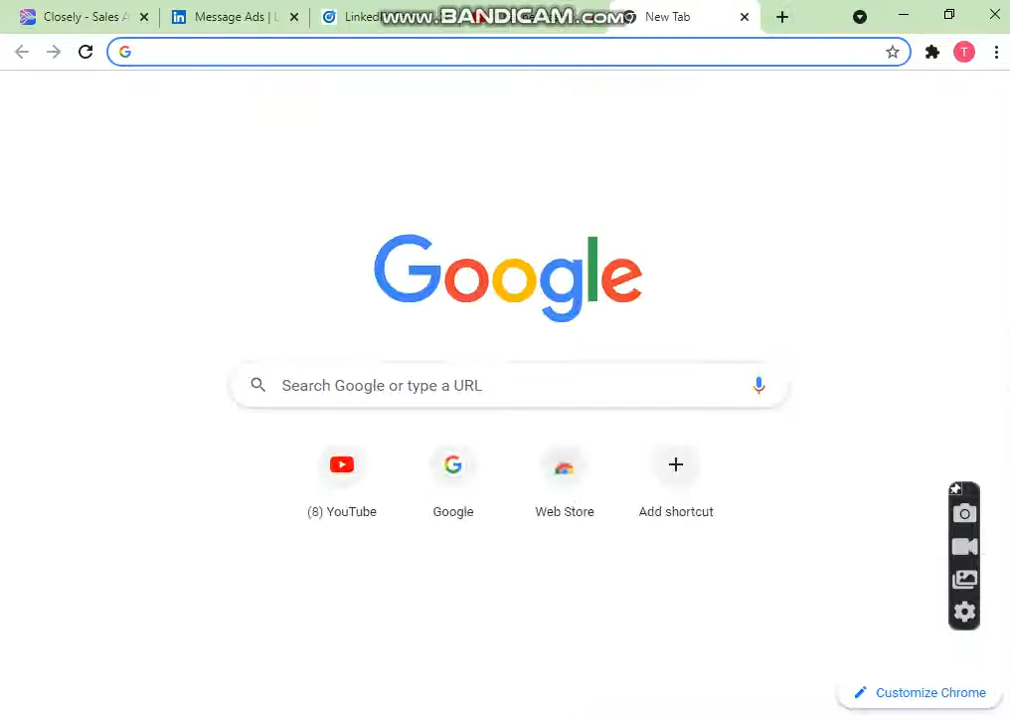 Closely - Sales A
Message Ads | L
Linked
www.BANDICAM.com
New Tab
T
Google
Search Google or type a URL
(8) YouTube
Google
Web Store
Add shortcut
Customize Chrome